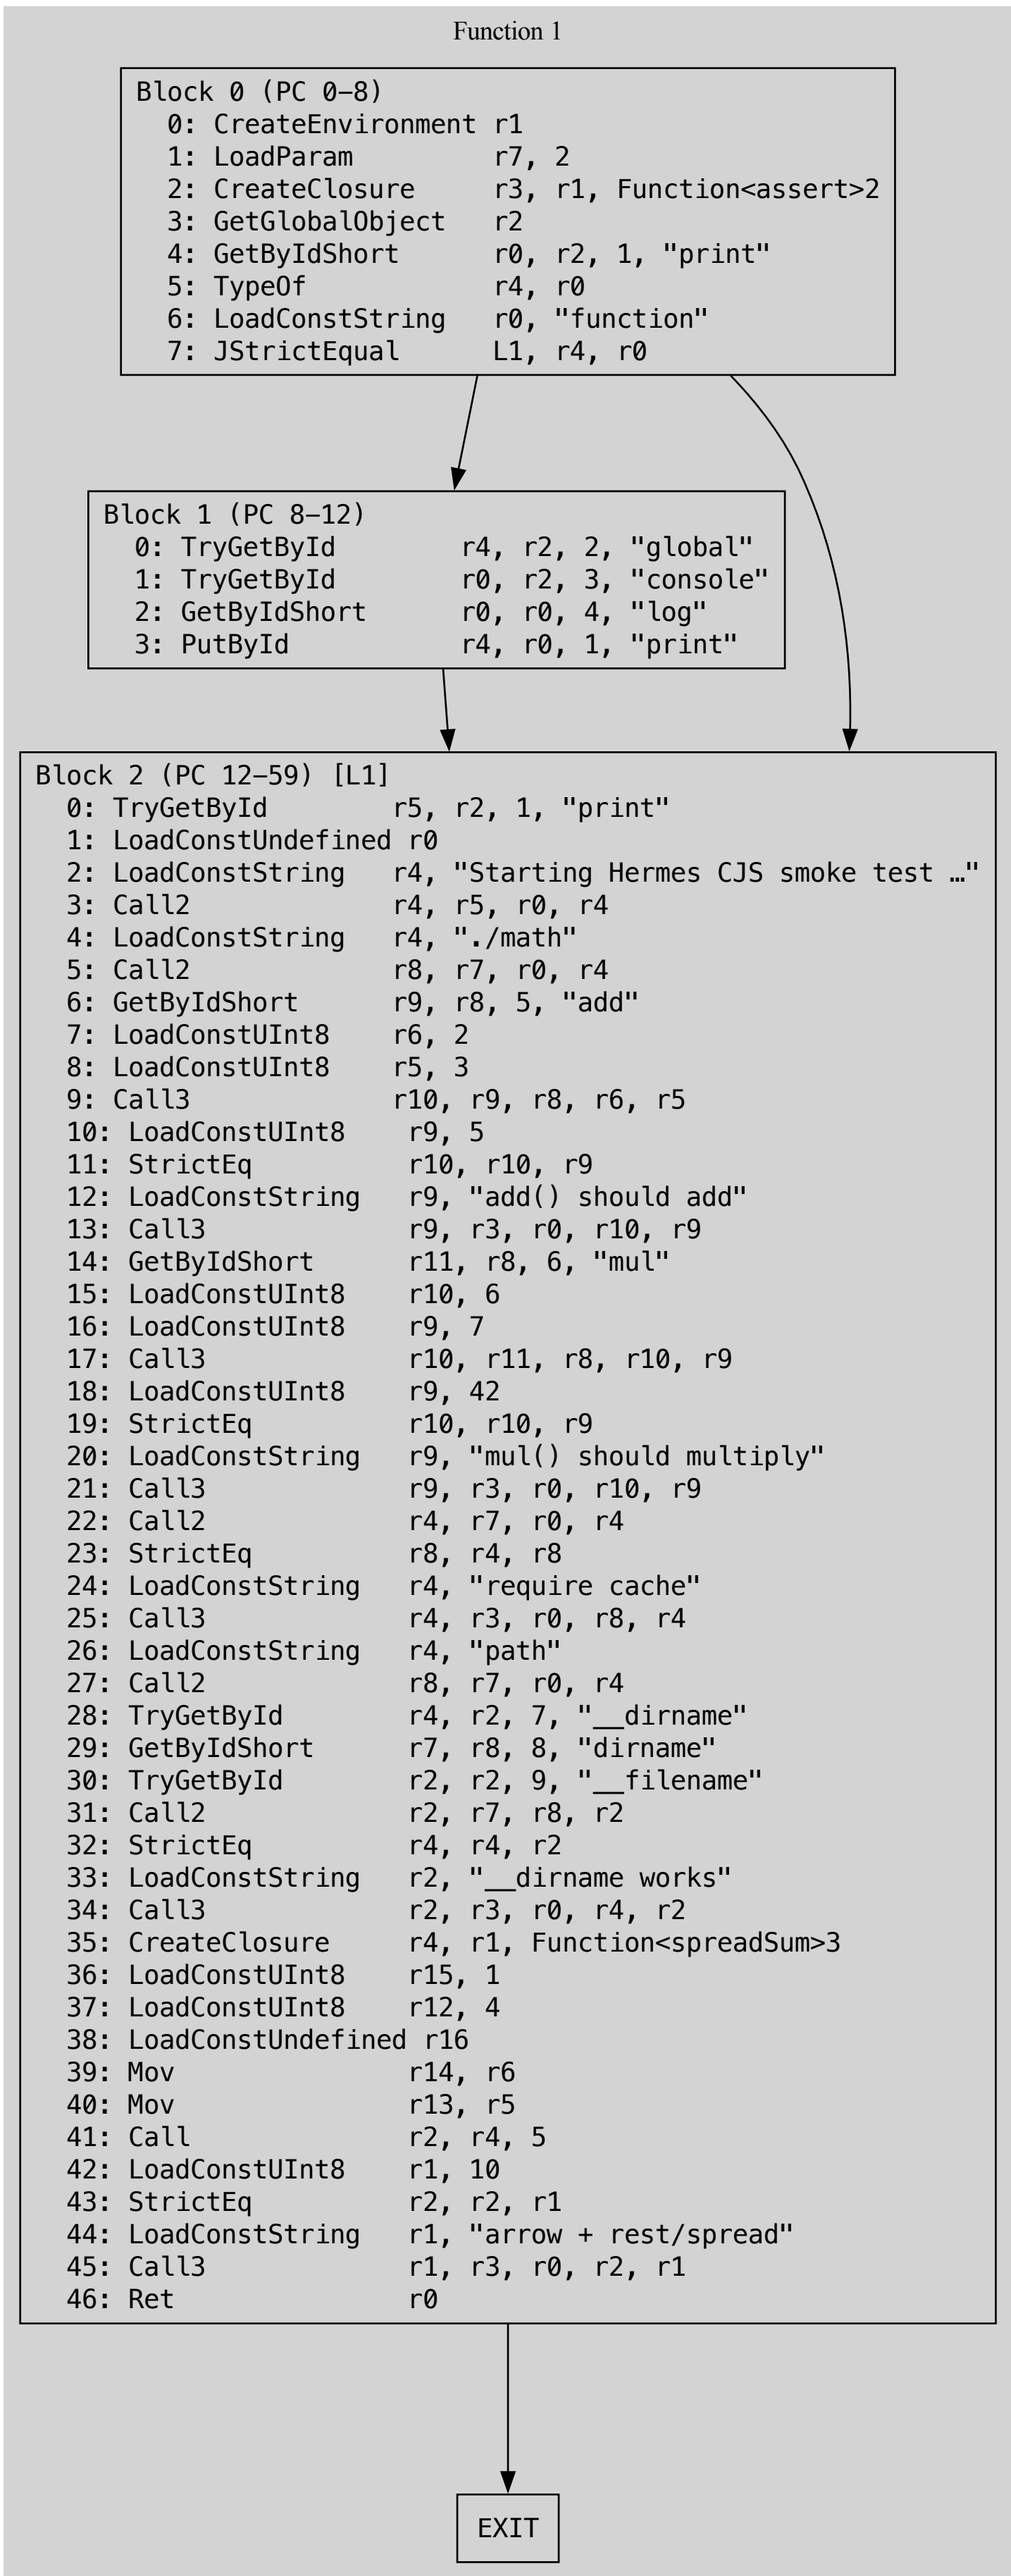 Function 1
Block 0 (PC 0–8)
0: CreateEnvironment r1
1: LoadParam r7, 2
2: CreateClosure r3, r1, Function<assert>2
3: GetGlobalObject r2
4: GetByIdShort r0, r2, 1, "print"
5: TypeOf r4, r0
6: LoadConstString r0, "function"
7: JStrictEqual L1, r4, r0
Block 1 (PC 8–12)
0: TryGetById r4, r2, 2, "global"
1: TryGetById r0, r2, 3, "console"
2: GetByIdShort r0, r0, 4, "log"
3: PutById r4, r0, 1, "print"
Block 2 (PC 12–59) [L1]
0: TryGetById r5, r2, 1, "print"
1: LoadConstUndefined r0
2: LoadConstString r4, "Starting Hermes CJS smoke test …"
3: Call2 r4, r5, r0, r4
4: LoadConstString r4, "./math"
5: Call2 r8, r7, r0, r4
6: GetByIdShort r9, r8, 5, "add"
7: LoadConstUInt8 r6, 2
8: LoadConstUInt8 r5, 3
9: Call3 r10, r9, r8, r6, r5
10: LoadConstUInt8 r9, 5
11: StrictEq r10, r10, r9
12: LoadConstString r9, "add() should add"
13: Call3 r9, r3, r0, r10, r9
14: GetByIdShort r11, r8, 6, "mul"
15: LoadConstUInt8 r10, 6
16: LoadConstUInt8 r9, 7
17: Call3 r10, r11, r8, r10, r9
18: LoadConstUInt8 r9, 42
19: StrictEq r10, r10, r9
20: LoadConstString r9, "mul() should multiply"
21: Call3 r9, r3, r0, r10, r9
22: Call2 r4, r7, r0, r4
23: StrictEq r8, r4, r8
24: LoadConstString r4, "require cache"
25: Call3 r4, r3, r0, r8, r4
26: LoadConstString r4, "path"
27: Call2 r8, r7, r0, r4
28: TryGetById r4, r2, 7, "__dirname"
29: GetByIdShort r7, r8, 8, "dirname"
30: TryGetById r2, r2, 9, "__filename"
31: Call2 r2, r7, r8, r2
32: StrictEq r4, r4, r2
33: LoadConstString r2, "__dirname works"
34: Call3 r2, r3, r0, r4, r2
35: CreateClosure r4, r1, Function<spreadSum>3
36: LoadConstUInt8 r15, 1
37: LoadConstUInt8 r12, 4
38: LoadConstUndefined r16
39: Mov r14, r6
40: Mov r13, r5
41: Call r2, r4, 5
42: LoadConstUInt8 r1, 10
43: StrictEq r2, r2, r1
44: LoadConstString r1, "arrow + rest/spread"
45: Call3 r1, r3, r0, r2, r1
46: Ret r0
EXIT